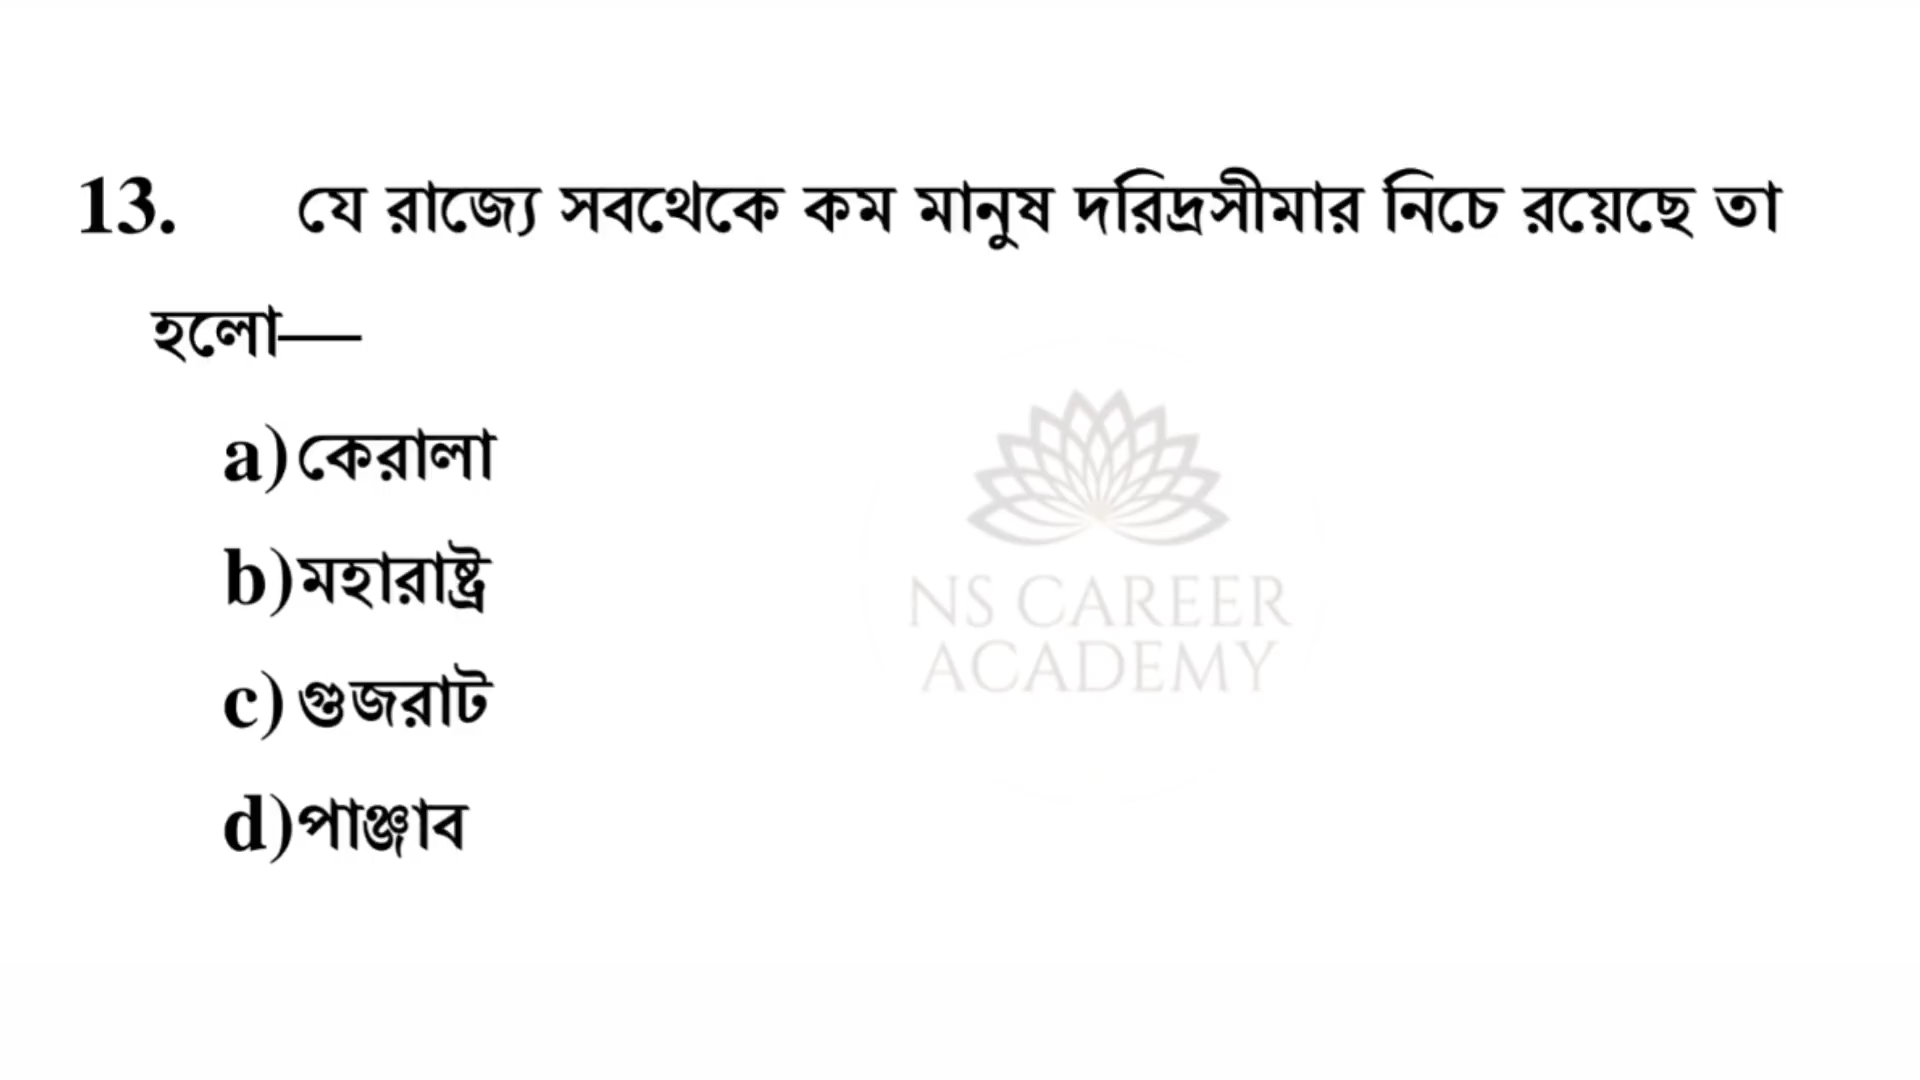 13. যে রাজ্যে সবথেকে কম মানুষ দরিদ্রসীমার নিচে রয়েছে তা
হলো—
a) কেরালা
b) মহারাষ্ট্র
c) গুজরাট
d) পাঞ্জাব
NS CAREER
ACADEMY